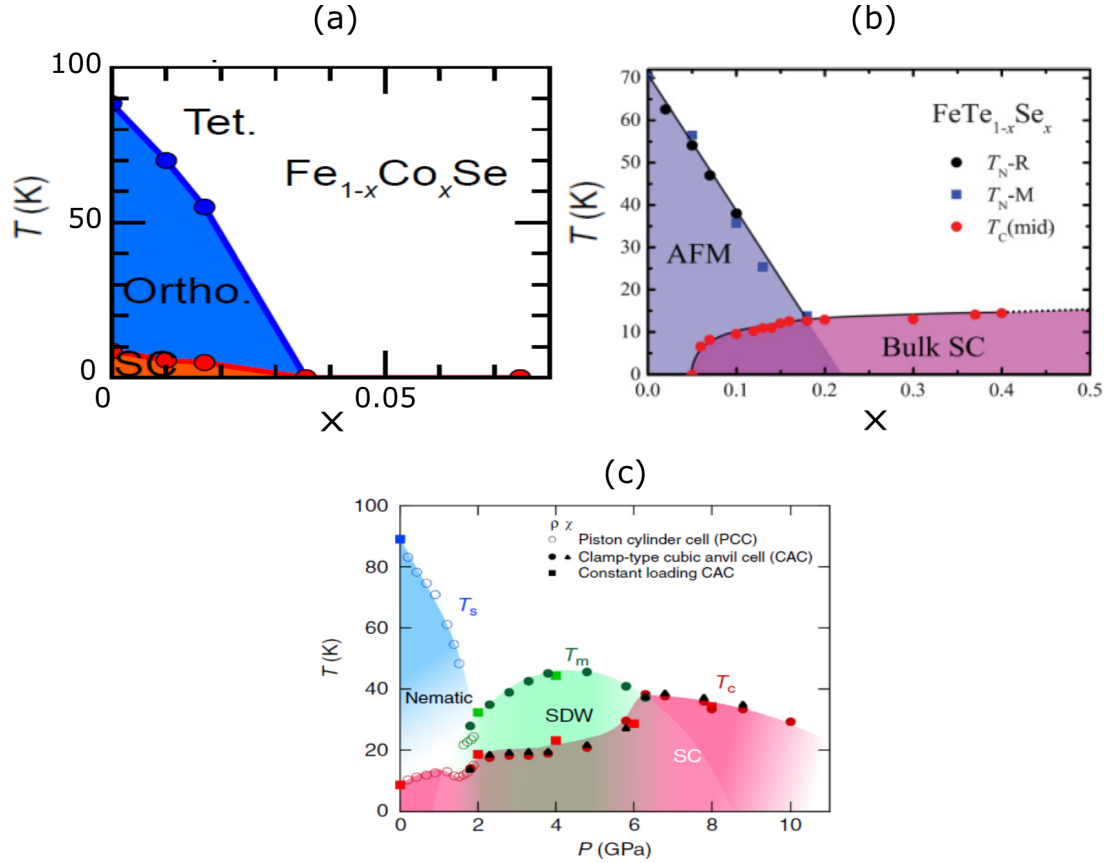 (a)
100
50
0
T (K)
Tet.
Fe1-xCoxSe
Ortho.
SC
0
0.05
x
(b)
70
60
50
40
30
20
10
0
T (K)
FeTe1-xSex
TN-R
TN-M
TC(mid)
AFM
Bulk SC
0.0
0.1
0.2
0.3
0.4
0.5
x
(c)
100
80
60
40
20
0
T (K)
ρ χ
Piston cylinder cell (PCC)
Clamp-type cubic anvil cell (CAC)
Constant loading CAC
Ts
Tm
Tc
Nematic
SDW
SC
0
2
4
6
8
10
P (GPa)